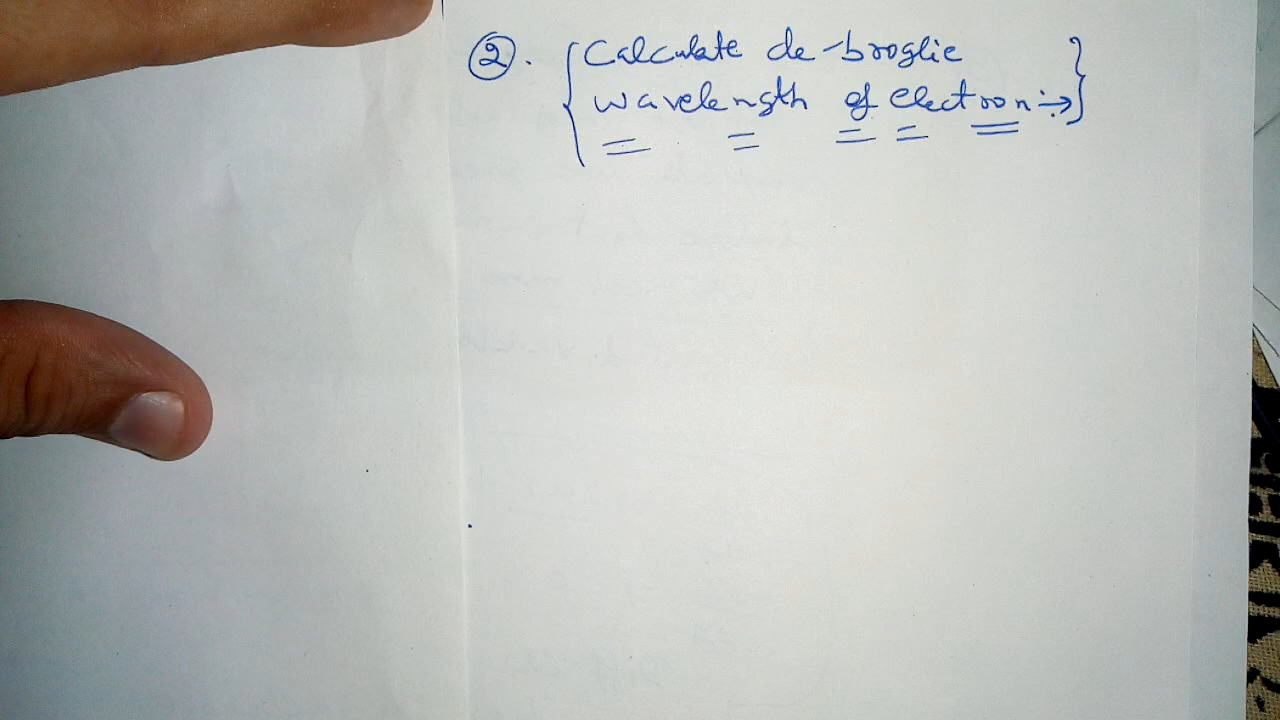 ②. { Calculate de-broglie
wavelength of electron :→ }